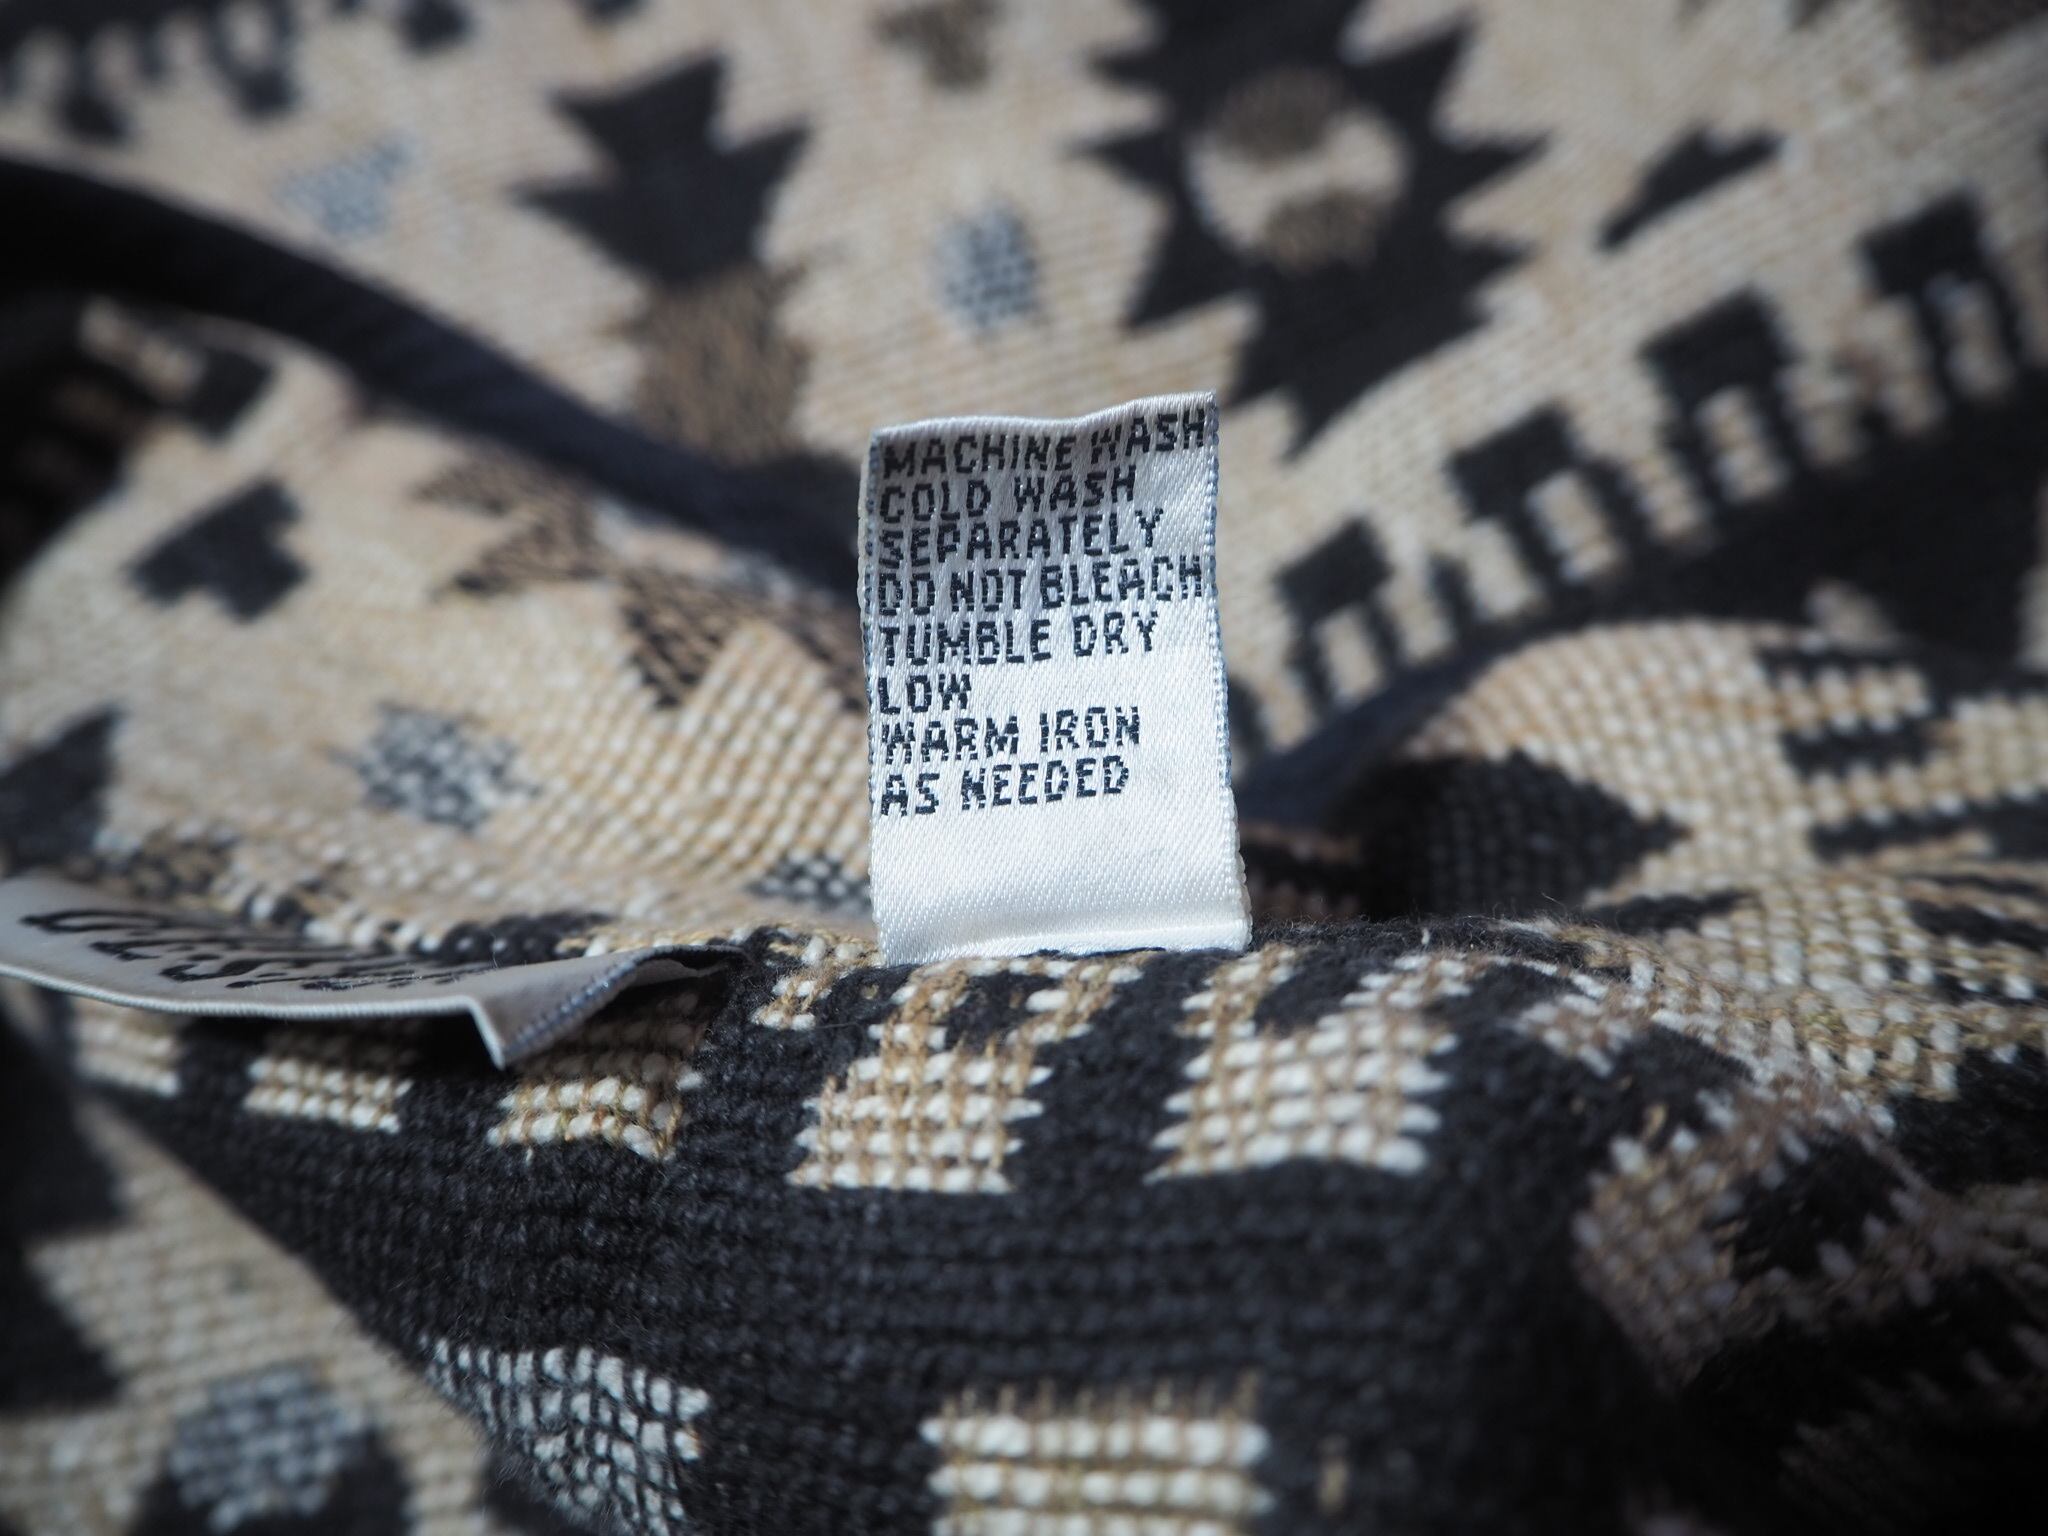 MACHINE WASH
COLD WASH
SEPARATELY
DO NOT BLEACH
TUMBLE DRY
LOW
WARM IRON
AS NEEDED